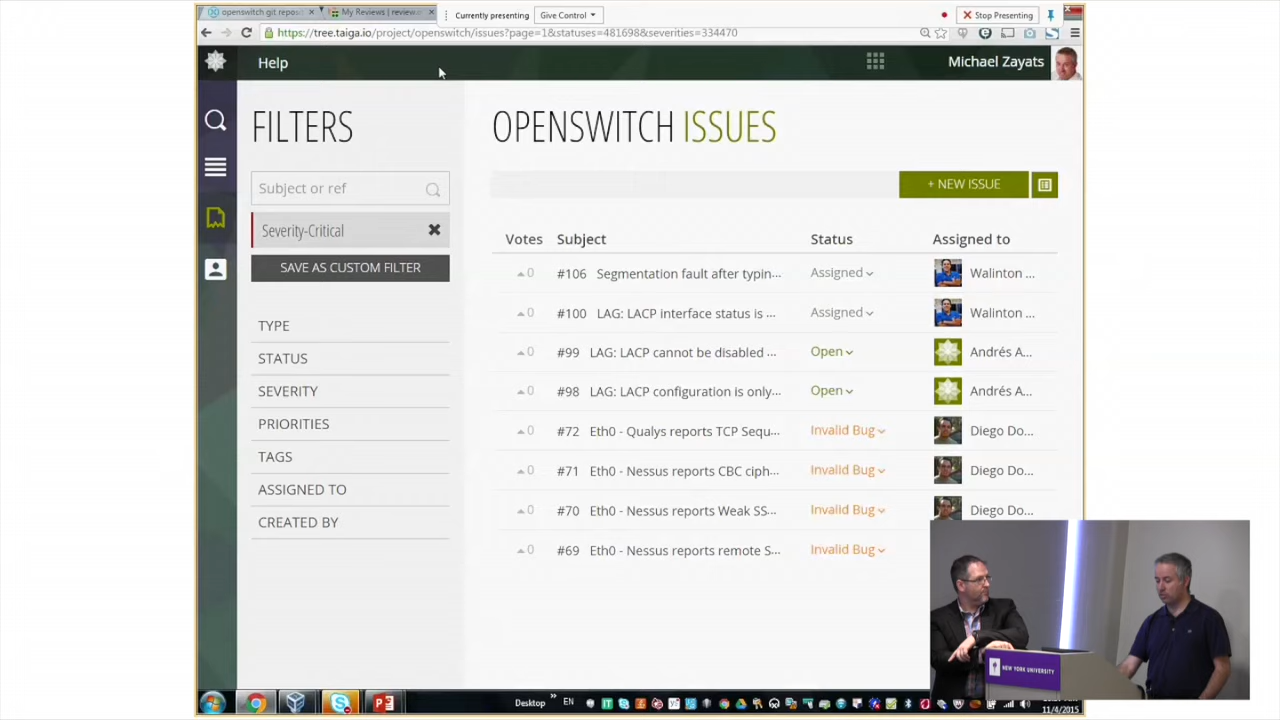 openswitch git reposit
My Reviews | review.o
Currently presenting
Give Control
Stop Presenting
https://tree.taiga.io/project/openswitch/issues?page=1&statuses=481698&severities=334470
Help
Michael Zayats
FILTERS
OPENSWITCH ISSUES
Subject or ref
+ NEW ISSUE
Severity-Critical
SAVE AS CUSTOM FILTER
Votes Subject Status Assigned to
0 #106 Segmentation fault after typin... Assigned Walinton ...
0 #100 LAG: LACP interface status is ... Assigned Walinton ...
0 #99 LAG: LACP cannot be disabled ... Open Andrés A...
0 #98 LAG: LACP configuration is only... Open Andrés A...
0 #72 Eth0 - Qualys reports TCP Sequ... Invalid Bug Diego Do...
0 #71 Eth0 - Nessus reports CBC ciph... Invalid Bug Diego Do...
0 #70 Eth0 - Nessus reports Weak SS... Invalid Bug Diego Do...
0 #69 Eth0 - Nessus reports remote S... Invalid Bug
TYPE
STATUS
SEVERITY
PRIORITIES
TAGS
ASSIGNED TO
CREATED BY
NEW YORK UNIVERSITY
Desktop
EN
11/4/2015